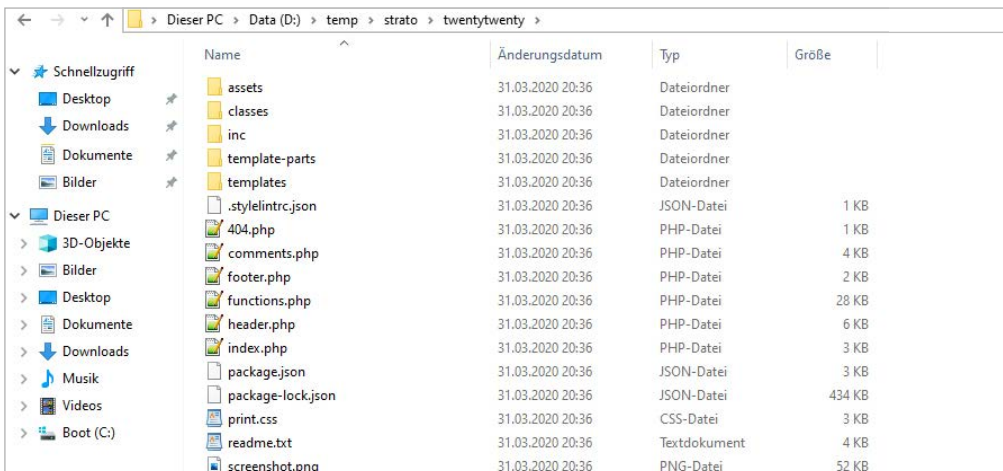 Dieser PC > Data (D:) > temp > strato > twentytwenty >
Name Änderungsdatum Typ Größe
Schnellzugriff
Desktop
Downloads
Dokumente
Bilder
Dieser PC
3D-Objekte
Bilder
Desktop
Dokumente
Downloads
Musik
Videos
Boot (C:)
assets 31.03.2020 20:36 Dateiordner
classes 31.03.2020 20:36 Dateiordner
inc 31.03.2020 20:36 Dateiordner
template-parts 31.03.2020 20:36 Dateiordner
templates 31.03.2020 20:36 Dateiordner
.stylelintrc.json 31.03.2020 20:36 JSON-Datei 1 KB
404.php 31.03.2020 20:36 PHP-Datei 1 KB
comments.php 31.03.2020 20:36 PHP-Datei 4 KB
footer.php 31.03.2020 20:36 PHP-Datei 2 KB
functions.php 31.03.2020 20:36 PHP-Datei 28 KB
header.php 31.03.2020 20:36 PHP-Datei 6 KB
index.php 31.03.2020 20:36 PHP-Datei 3 KB
package.json 31.03.2020 20:36 JSON-Datei 3 KB
package-lock.json 31.03.2020 20:36 JSON-Datei 434 KB
print.css 31.03.2020 20:36 CSS-Datei 3 KB
readme.txt 31.03.2020 20:36 Textdokument 4 KB
screenshot.png 31.03.2020 20:36 PNG-Datei 52 KB